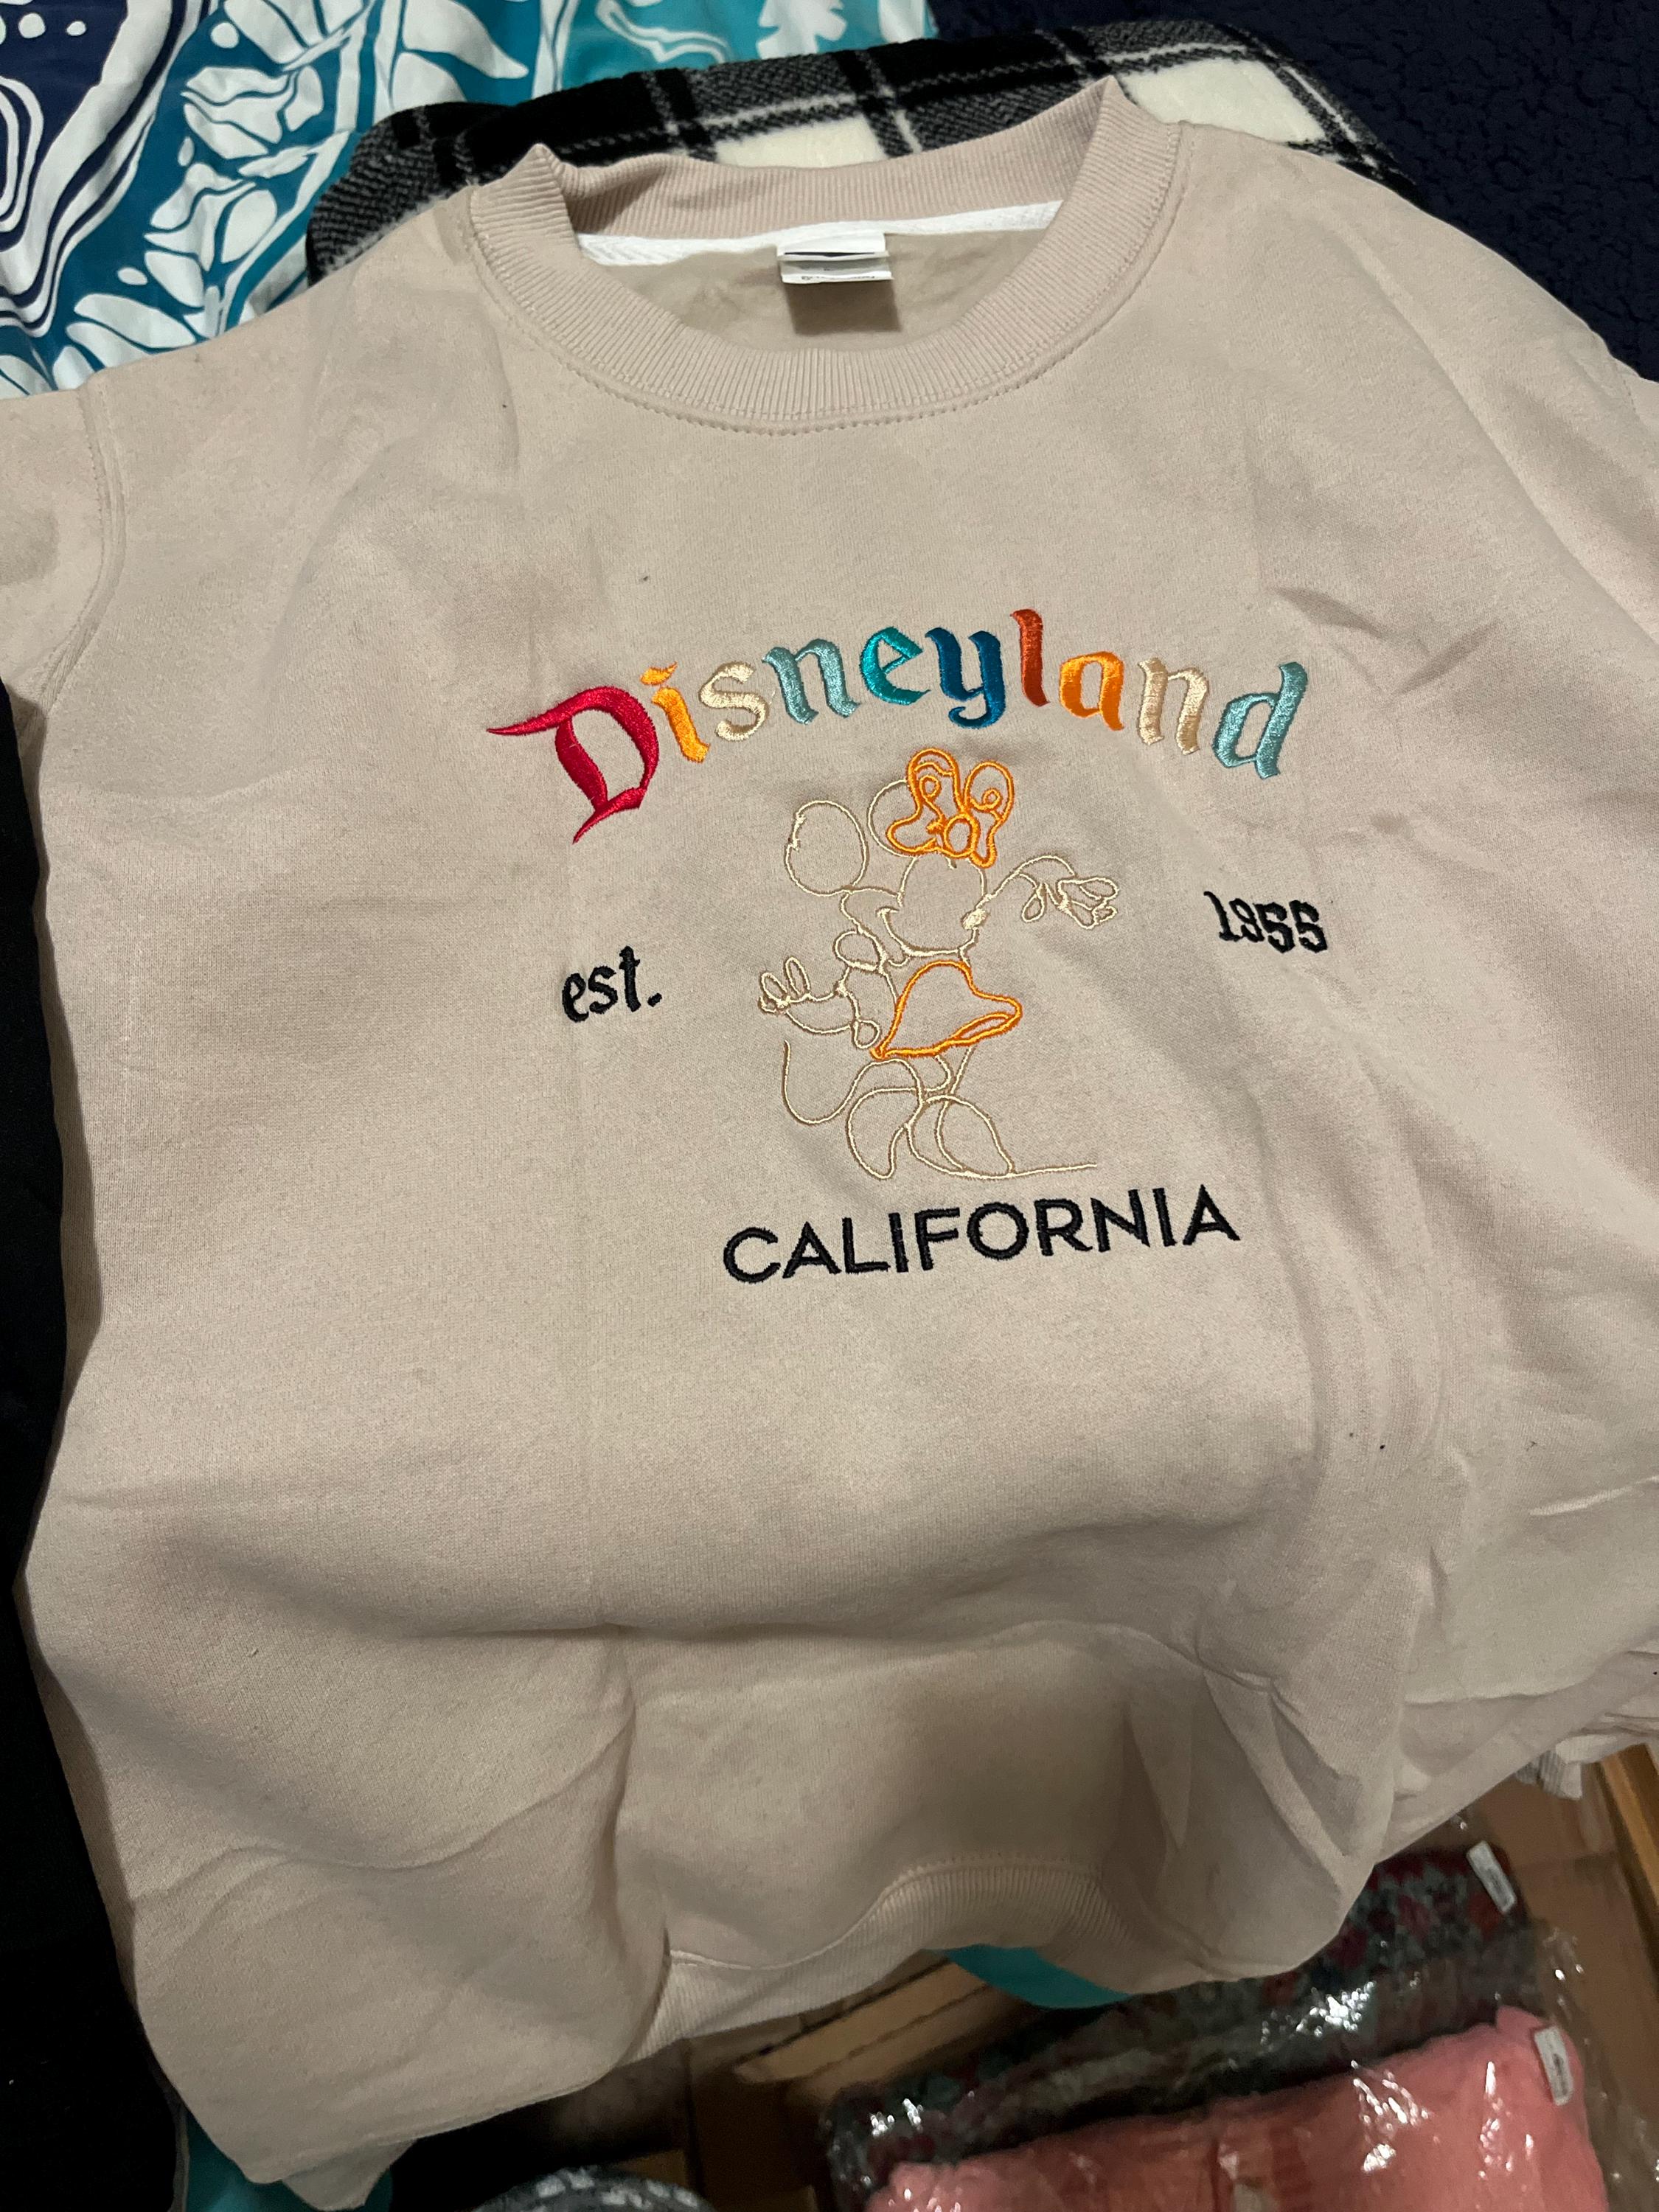 Disneyland
est. 1955
CALIFORNIA